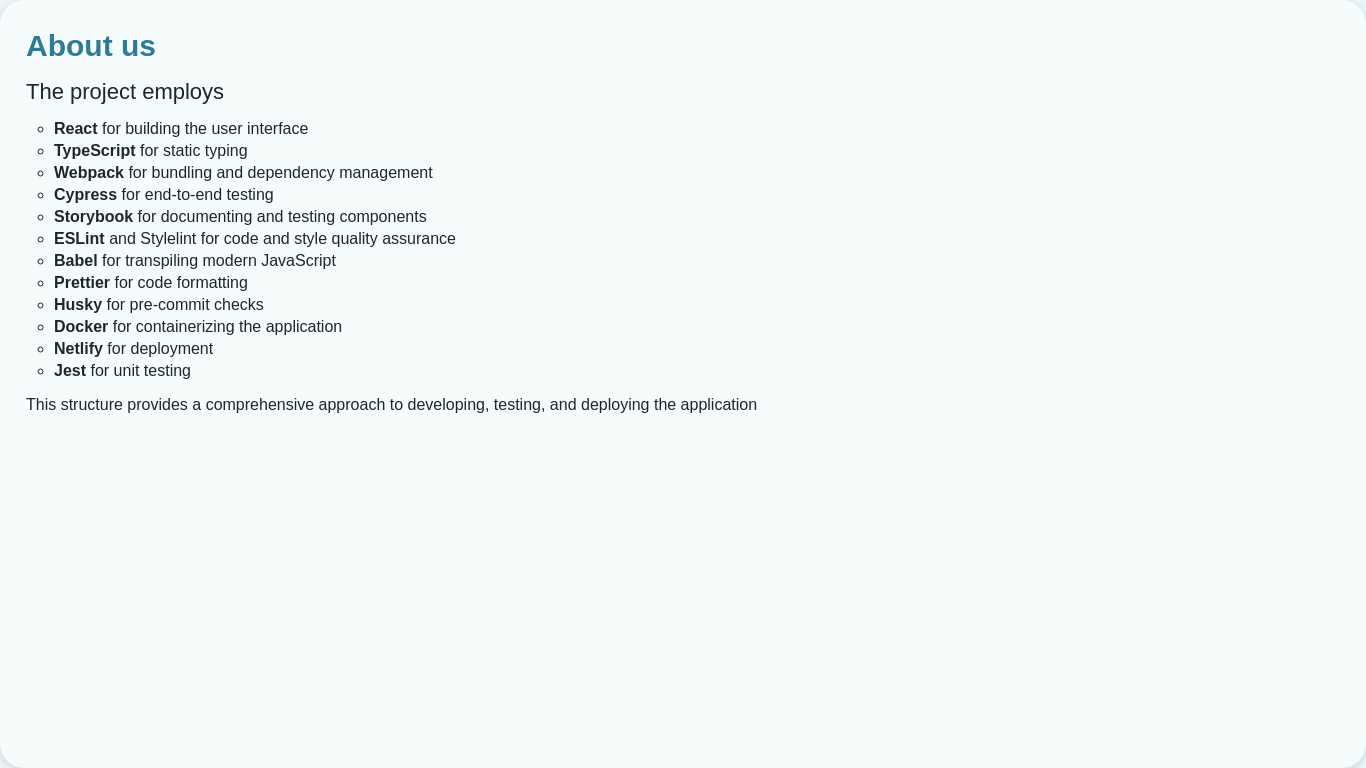 About us
The project employs
React for building the user interface
TypeScript for static typing
Webpack for bundling and dependency management
Cypress for end-to-end testing
Storybook for documenting and testing components
ESLint and Stylelint for code and style quality assurance
Babel for transpiling modern JavaScript
Prettier for code formatting
Husky for pre-commit checks
Docker for containerizing the application
Netlify for deployment
Jest for unit testing
This structure provides a comprehensive approach to developing, testing, and deploying the application